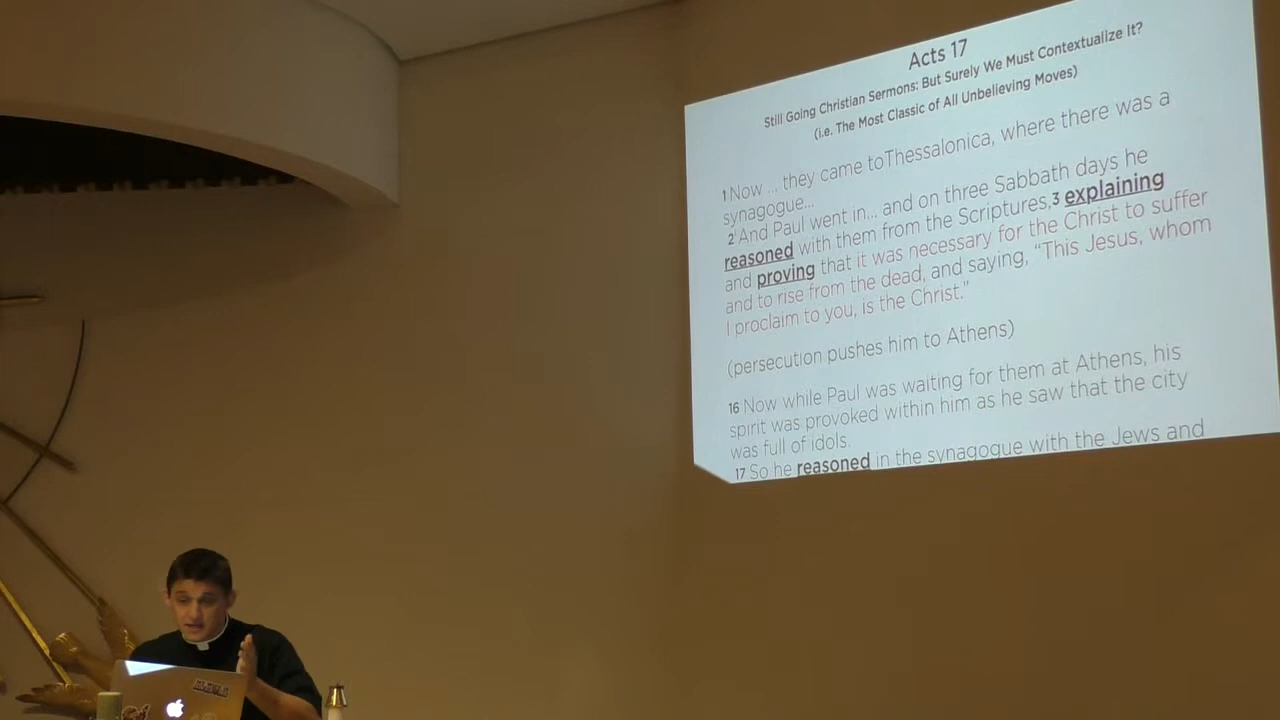 Acts 17
Still Going Christian Sermons: But Surely We Must Contextualize It?
(i.e. The Most Classic of All Unbelieving Moves)
1 Now ... they came toThessalonica, where there was a
synagogue...
2 And Paul went in... and on three Sabbath days he
reasoned with them from the Scriptures,3 explaining
and proving that it was necessary for the Christ to suffer
and to rise from the dead, and saying, “This Jesus, whom
I proclaim to you, is the Christ.”
(persecution pushes him to Athens)
16 Now while Paul was waiting for them at Athens, his
spirit was provoked within him as he saw that the city
was full of idols.
17 So he reasoned in the synagogue with the Jews and